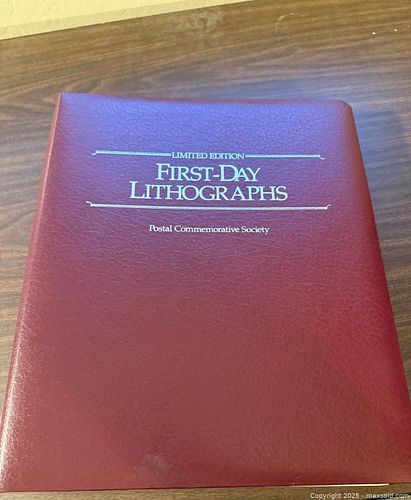 LIMITED EDITION
FIRST-DAY
LITHOGRAPHS
Postal Commemorative Society
Copyright 2025 - maxsold.com